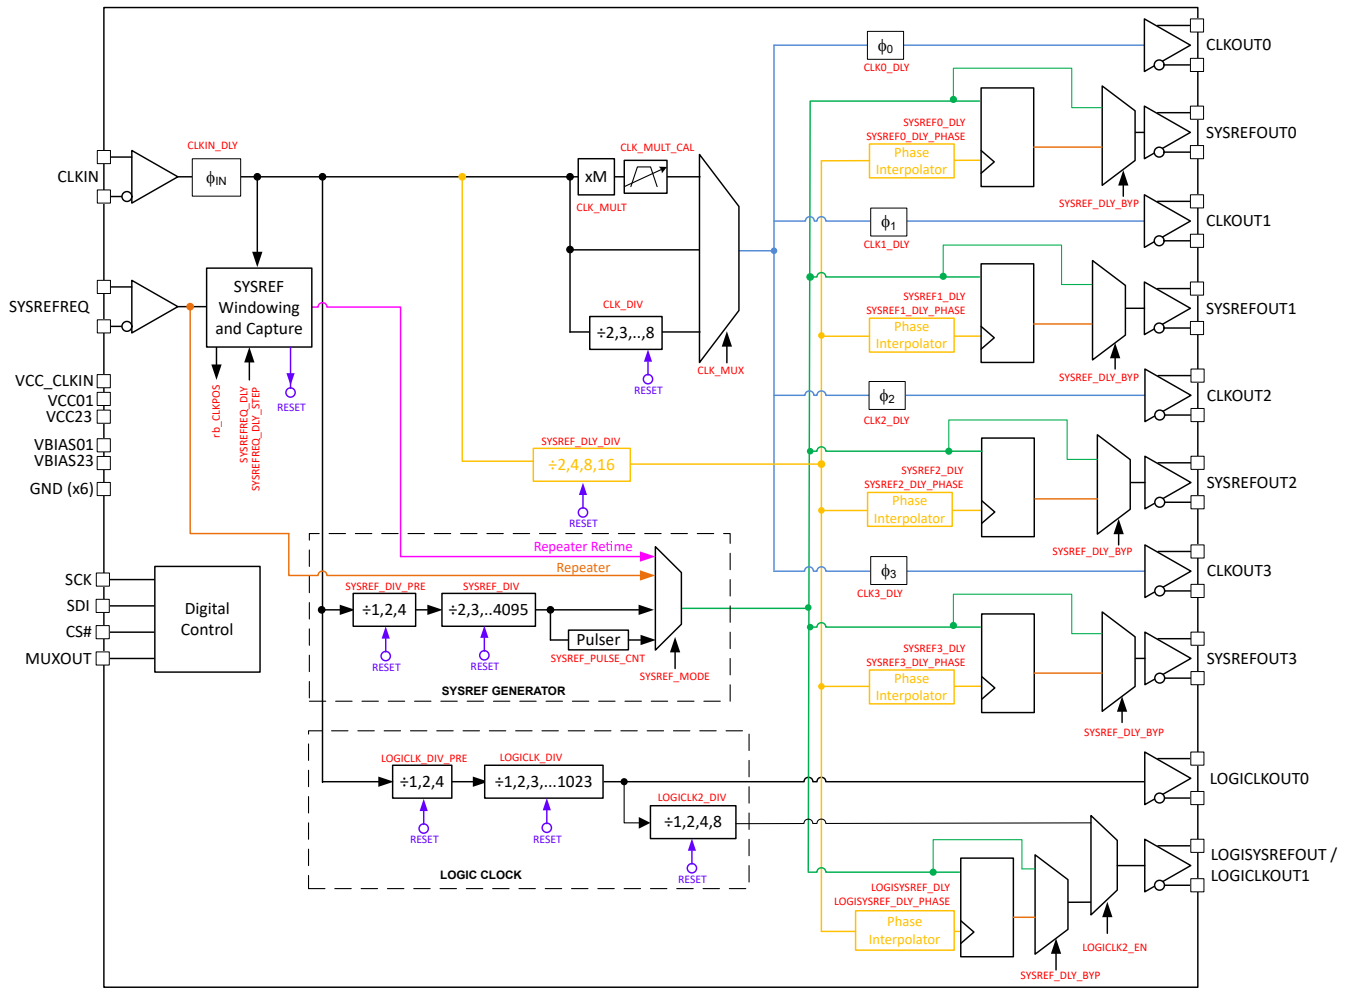 CLKIN
SYSREFREQ
VCC_CLKIN
VCC01
VCC23
VBIAS01
VBIAS23
GND (x6)
SCK
SDI
CS#
MUXOUT
Digital
Control
CLKIN_DLY
ϕIN
SYSREF
Windowing
and Capture
rb_CLKPOS
SYSREFREQ_DLY
SYSREFREQ_DLY_STEP
RESET
xM
CLK_MULT
CLK_MULT_CAL
CLK_DIV
÷2,3,..,8
RESET
CLK_MUX
SYSREF_DLY_DIV
÷2,4,8,16
RESET
Repeater Retime
Repeater
SYSREF_DIV_PRE
÷1,2,4
RESET
SYSREF_DIV
÷2,3,..4095
RESET
Pulser
SYSREF_PULSE_CNT
SYSREF_MODE
SYSREF GENERATOR
LOGICLK_DIV_PRE
÷1,2,4
RESET
LOGICLK_DIV
÷1,2,3,...1023
RESET
LOGICLK2_DIV
÷1,2,4,8
RESET
LOGIC CLOCK
ϕ0
CLK0_DLY
CLKOUT0
SYSREF0_DLY
SYSREF0_DLY_PHASE
Phase
Interpolator
SYSREF_DLY_BYP
SYSREFOUT0
ϕ1
CLK1_DLY
CLKOUT1
SYSREF1_DLY
SYSREF1_DLY_PHASE
Phase
Interpolator
SYSREF_DLY_BYP
SYSREFOUT1
ϕ2
CLK2_DLY
CLKOUT2
SYSREF2_DLY
SYSREF2_DLY_PHASE
Phase
Interpolator
SYSREF_DLY_BYP
SYSREFOUT2
ϕ3
CLK3_DLY
CLKOUT3
SYSREF3_DLY
SYSREF3_DLY_PHASE
Phase
Interpolator
SYSREF_DLY_BYP
SYSREFOUT3
LOGICLKOUT0
LOGISYSREF_DLY
LOGISYSREF_DLY_PHASE
Phase
Interpolator
SYSREF_DLY_BYP
LOGICLK2_EN
LOGISYSREFOUT /
LOGICLKOUT1